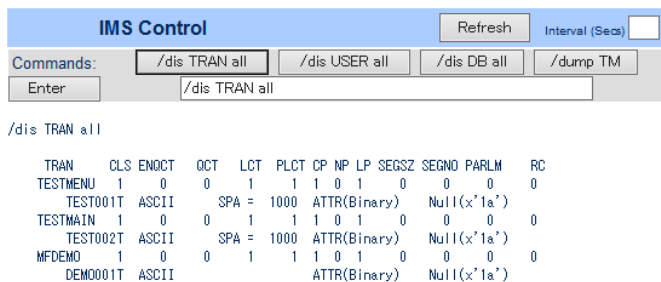 IMS Control Refresh Interval (Secs)
Commands: /dis TRAN all /dis USER all /dis DB all /dump TM
Enter /dis TRAN all
/dis TRAN all
TRAN CLS ENQCT QCT LCT PLCT CP NP LP SEGSZ SEGNO PARLM RC
TESTMENU 1 0 0 1 1 1 0 1 0 0 0 0
TEST001T ASCII SPA = 1000 ATTR(Binary) Null(x'1a')
TESTMAIN 1 0 0 1 1 1 0 1 0 0 0 0
TEST002T ASCII SPA = 1000 ATTR(Binary) Null(x'1a')
MFDEMO 1 0 0 1 1 1 0 1 0 0 0 0
DEMO001T ASCII ATTR(Binary) Null(x'1a')